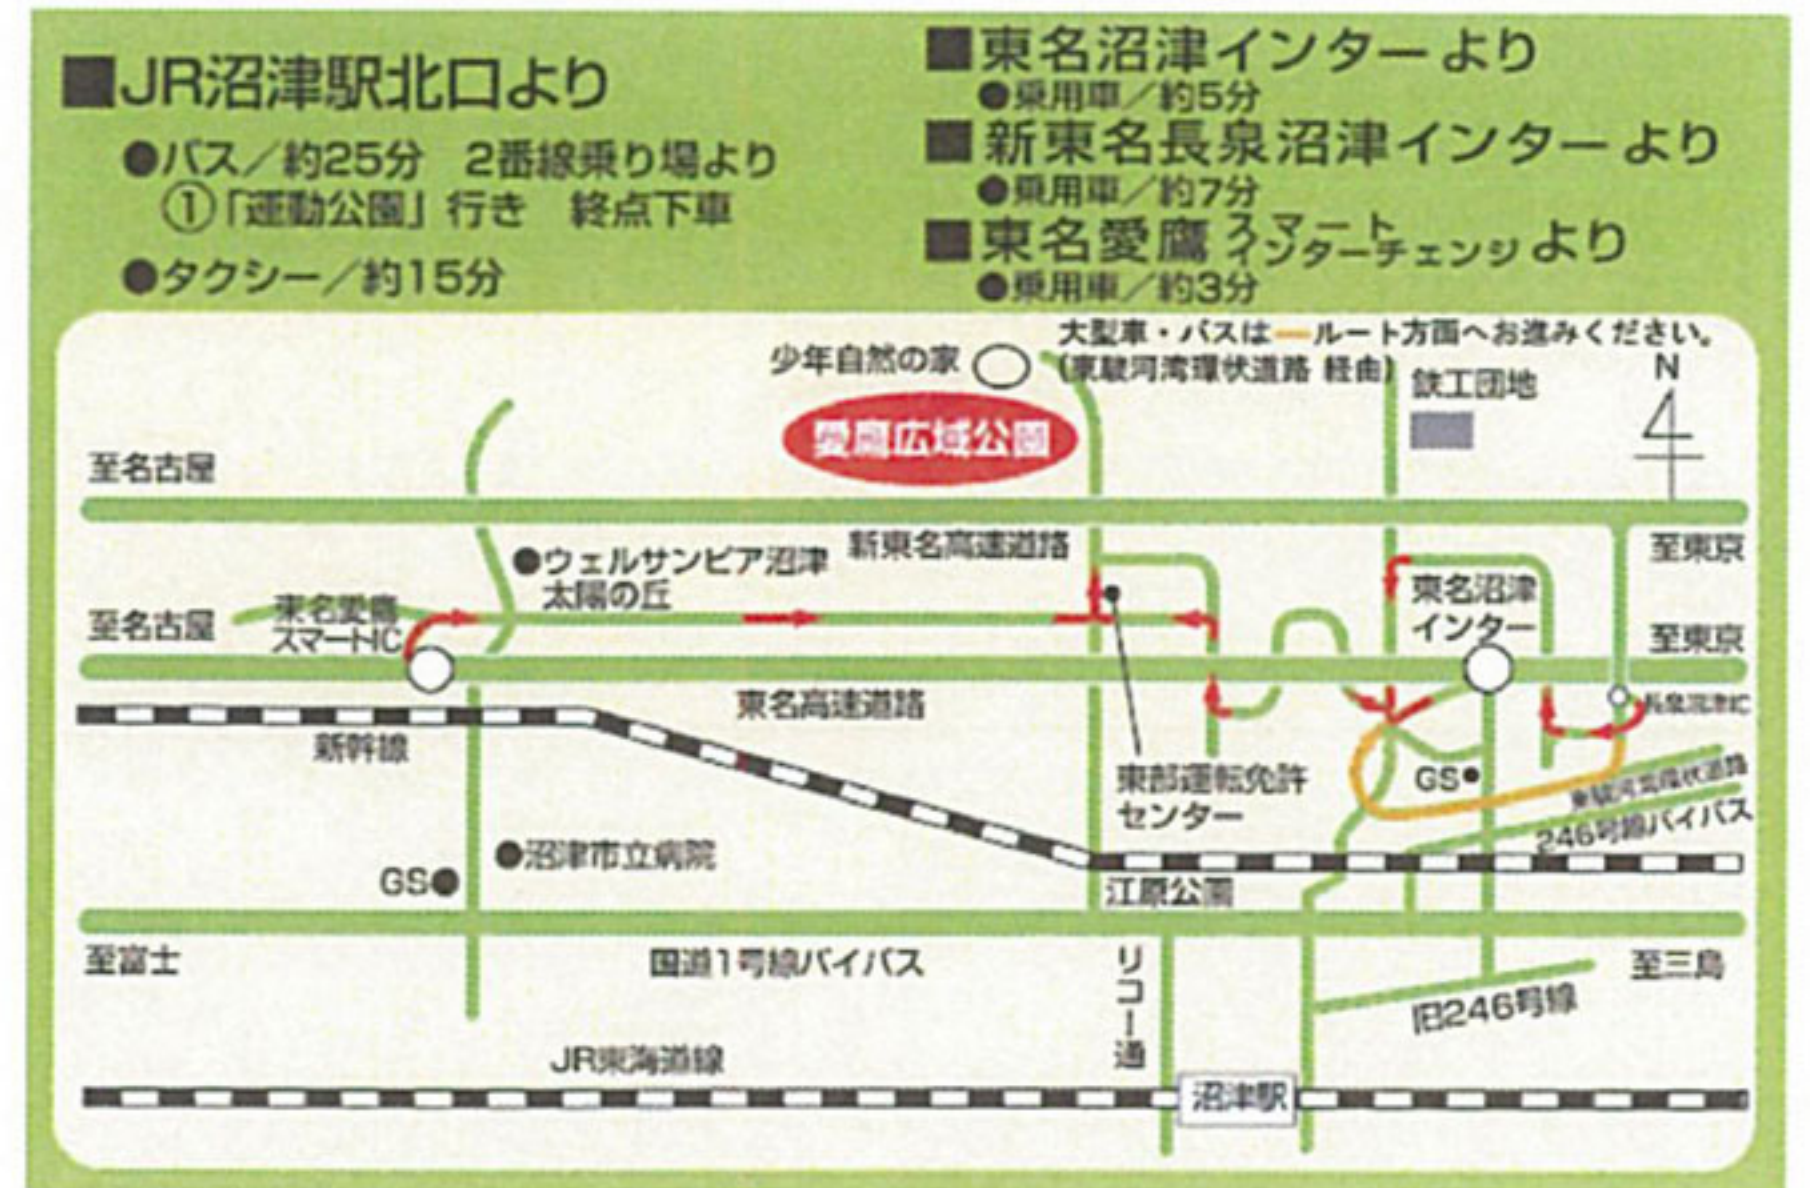 ■JR沼津駅北口より
●バス／約25分　2番線乗り場より
①「運動公園」行き　終点下車
●タクシー／約15分
■東名沼津インターより
●乗用車／約5分
■新東名長泉沼津インターより
●乗用車／約7分
■東名愛鷹スマートインターチェンジより
●乗用車／約3分
大型車・バスは━ルート方面へお進みください。
(東駿河湾環状道路 経由)
少年自然の家
鉄工団地
N
愛鷹広域公園
至名古屋
新東名高速道路
至東京
●ウェルサンピア沼津
太陽の丘
東名愛鷹
スマートIC
至名古屋
東名沼津
インター
至東京
東名高速道路
長泉沼津IC
新幹線
東部運転免許
センター
GS●
東駿河湾環状道路
246号線バイパス
●沼津市立病院
GS●
江原公園
至富士
国道1号線バイパス
リコー通
至三島
旧246号線
JR東海道線
沼津駅